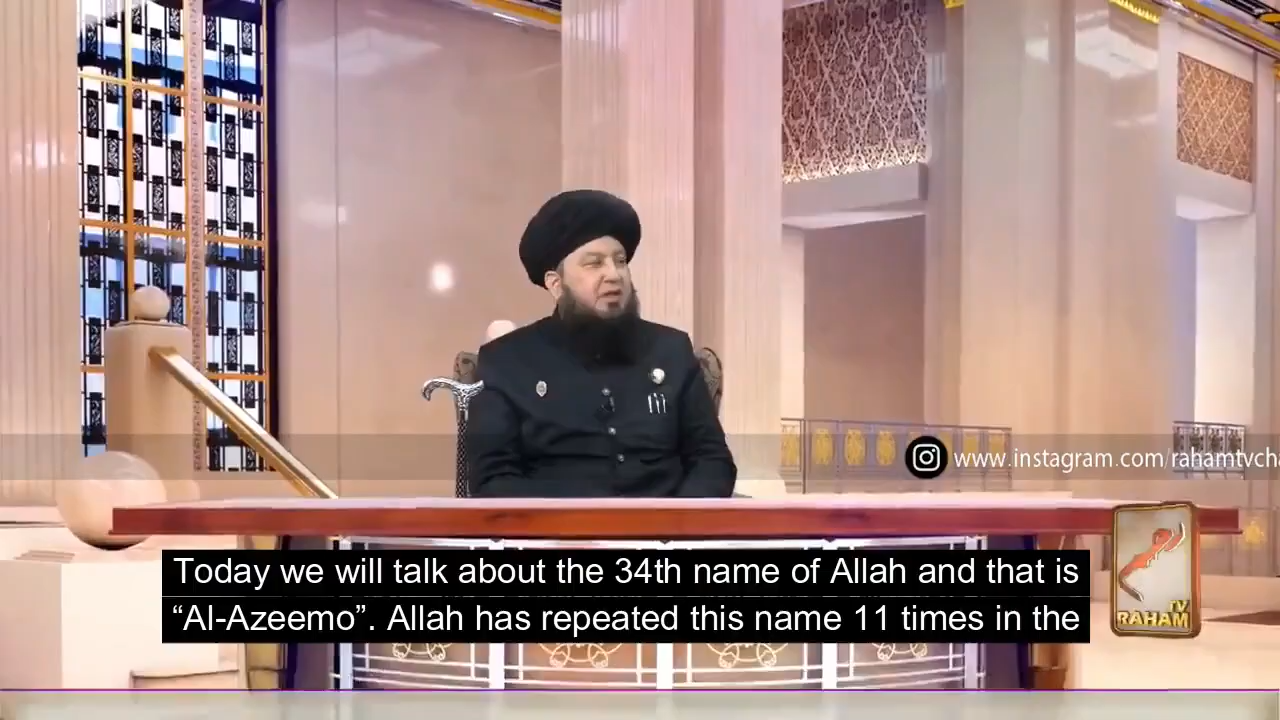 www.instagram.com/rahamtvcha
Today we will talk about the 34th name of Allah and that is
“Al-Azeemo”. Allah has repeated this name 11 times in the
TV
RAHAM